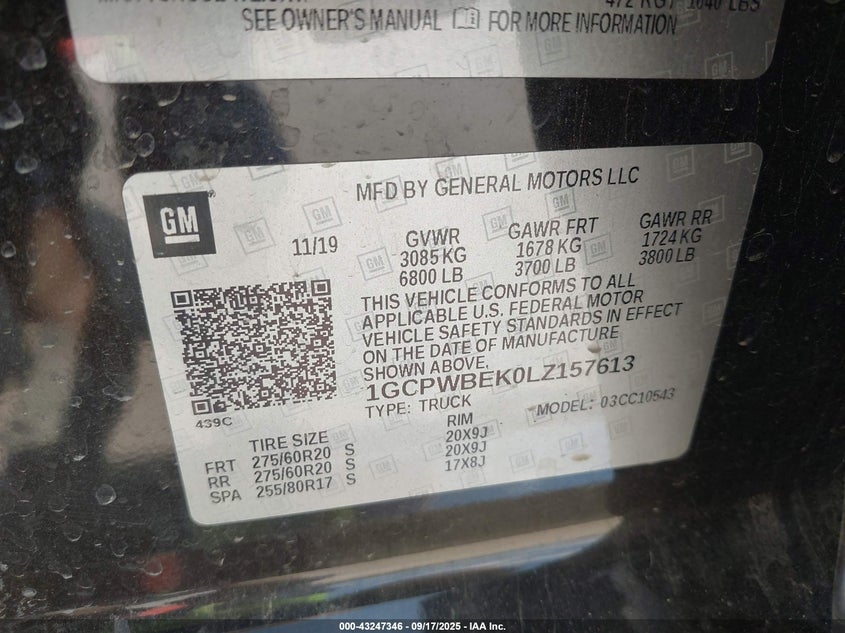 472 KG / 1040 LBS
SEE OWNER'S MANUAL FOR MORE INFORMATION
MFD BY GENERAL MOTORS LLC
GM
11/19
GVWR
3085 KG
6800 LB
GAWR FRT
1678 KG
3700 LB
GAWR RR
1724 KG
3800 LB
THIS VEHICLE CONFORMS TO ALL
APPLICABLE U.S. FEDERAL MOTOR
VEHICLE SAFETY STANDARDS IN EFFECT
ON THE DATE OF MANUFACTURE
SHOWN ABOVE.
1GCPWBEK0LZ157613
TYPE: TRUCK
MODEL: 03CC10543
439C
TIRE SIZE RIM
FRT 275/60R20 S 20X9J
RR 275/60R20 S 20X9J
SPA 255/80R17 S 17X8J
000-43247346 | 09/17/2025 | IAA Inc.